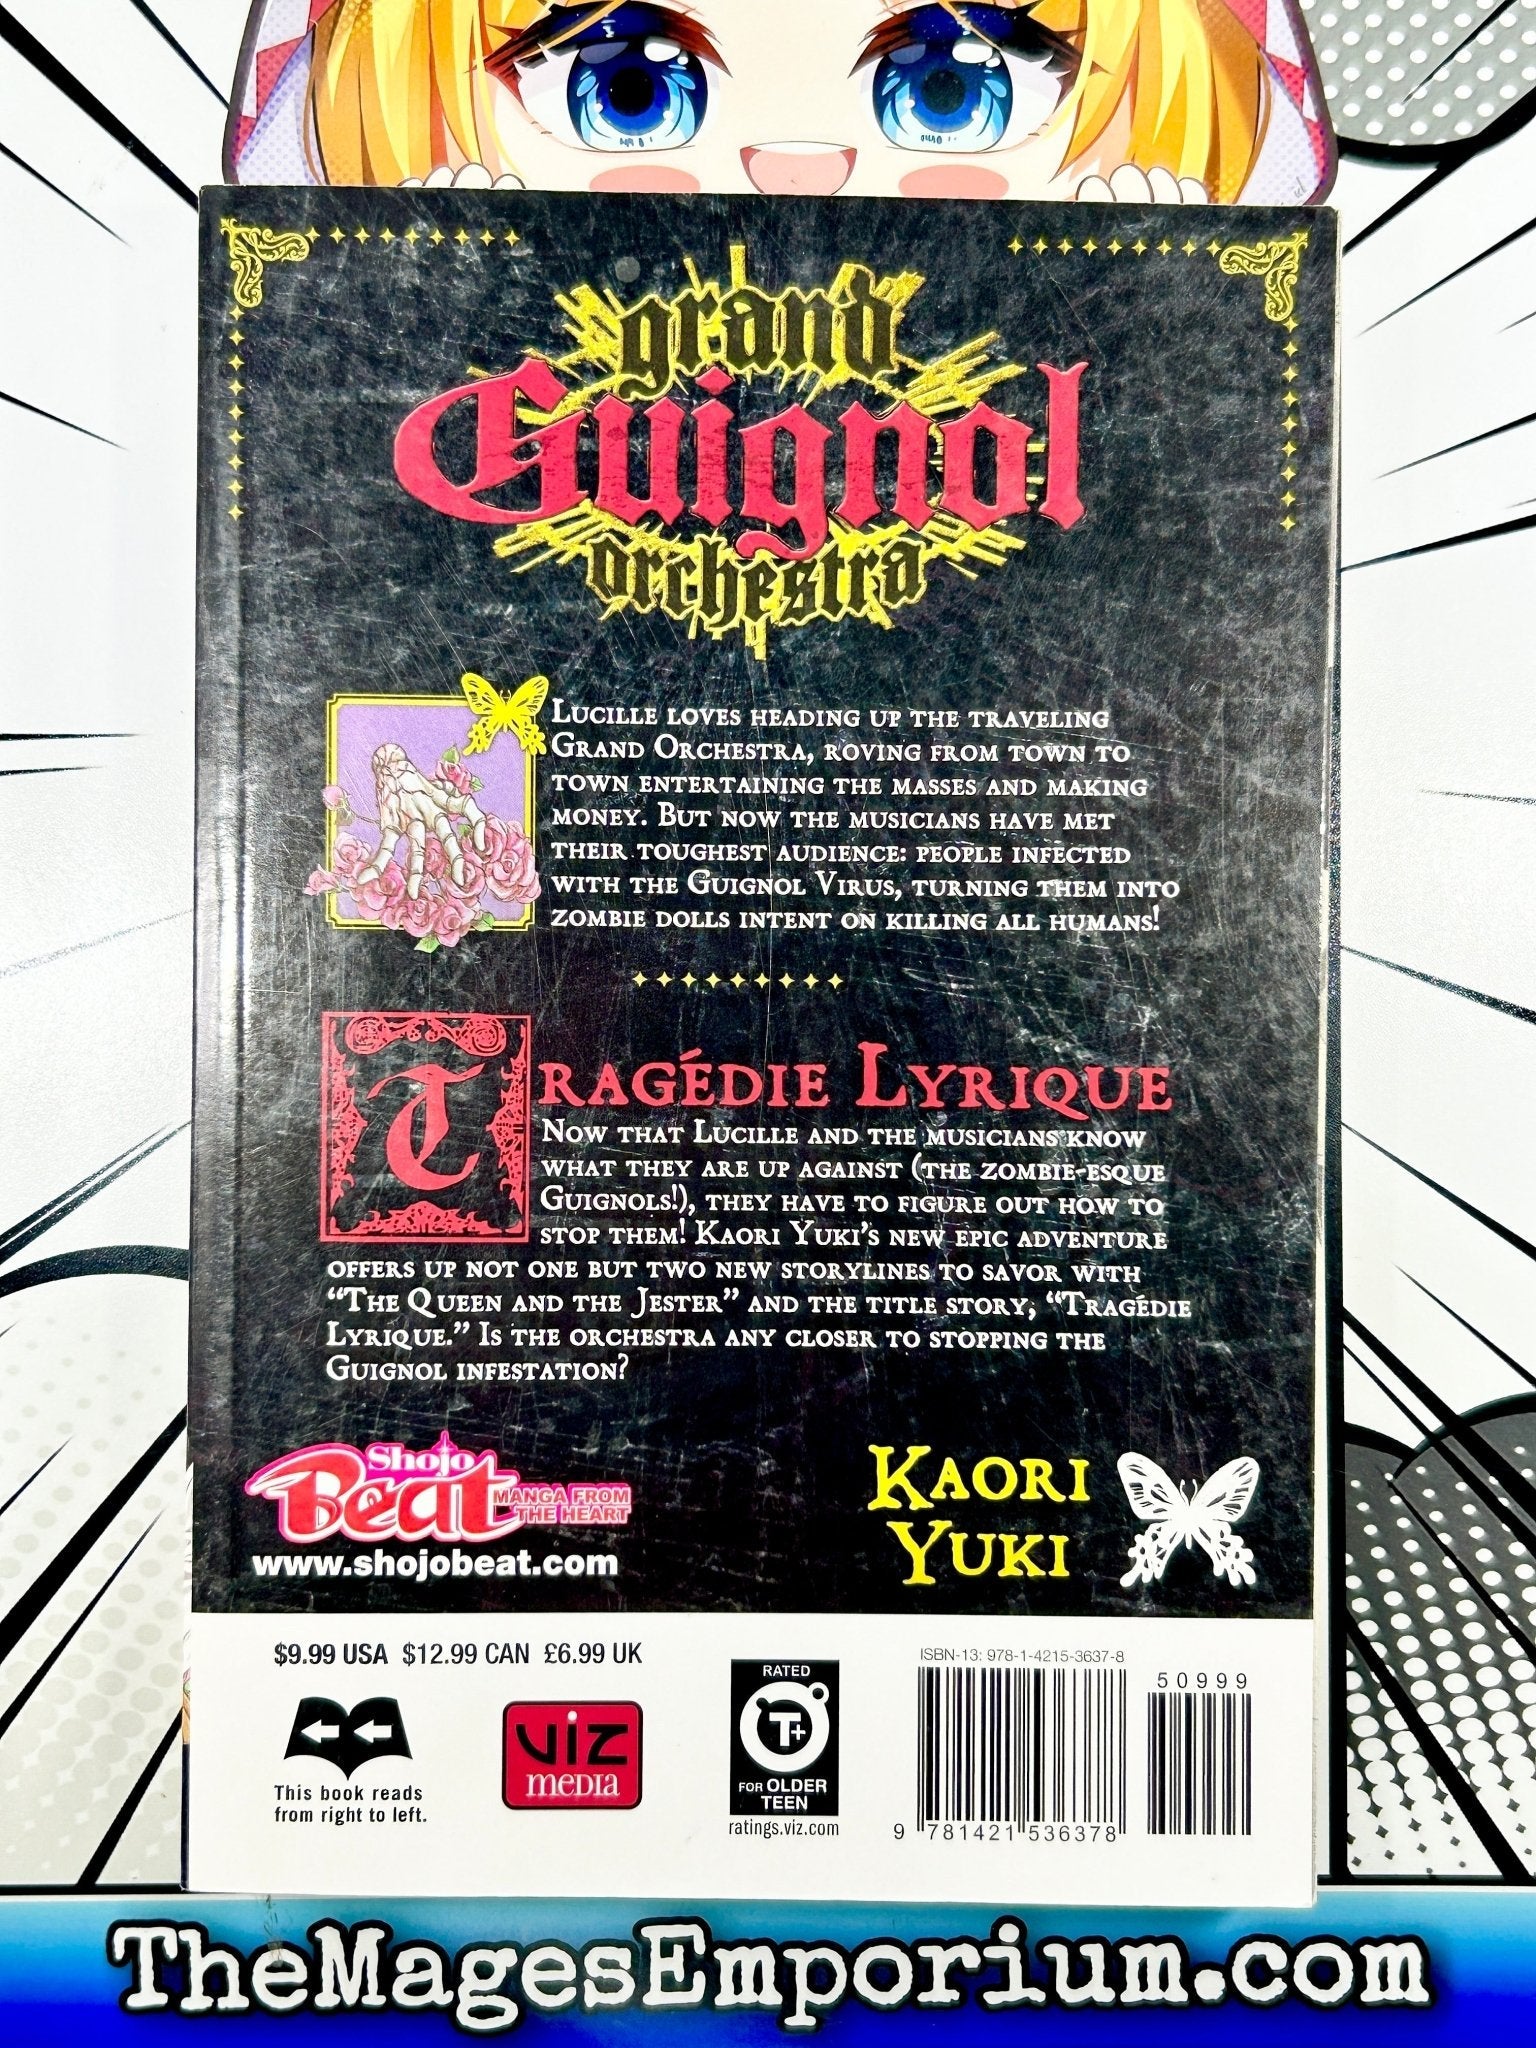 grand
Guignol
orchestra
Lucille loves heading up the traveling
Grand Orchestra, roving from town to
town entertaining the masses and making
money. But now the musicians have met
their toughest audience: people infected
with the Guignol Virus, turning them into
zombie dolls intent on killing all humans!
Tragédie Lyrique
Now that Lucille and the musicians know
what they are up against (the zombie-esque
Guignols!), they have to figure out how to
stop them! Kaori Yuki's new epic adventure
offers up not one but two new storylines to savor with
“The Queen and the Jester” and the title story, “Tragédie
Lyrique.” Is the orchestra any closer to stopping the
Guignol infestation?
Shojo
Beat
MANGA FROM
THE HEART
www.shojobeat.com
Kaori
Yuki
$9.99 USA $12.99 CAN £6.99 UK
This book reads
from right to left.
VIZ
MEDIA
RATED
T+
FOR OLDER
TEEN
ratings.viz.com
ISBN-13: 978-1-4215-3637-8
50999
9 781421 536378
TheMagesEmporium.com